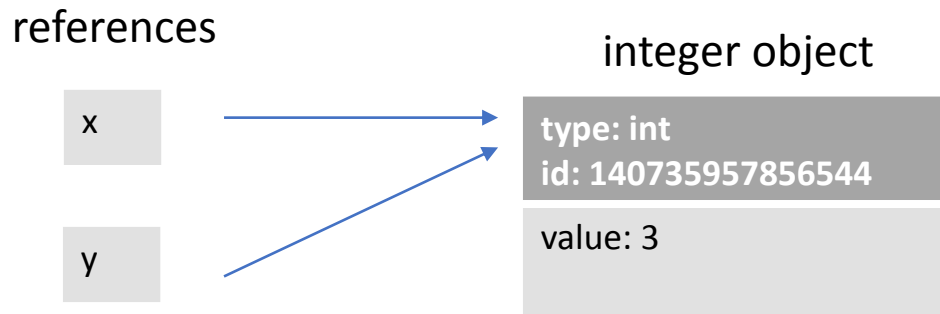 references
integer object
x
type: int
id: 140735957856544
y
value: 3